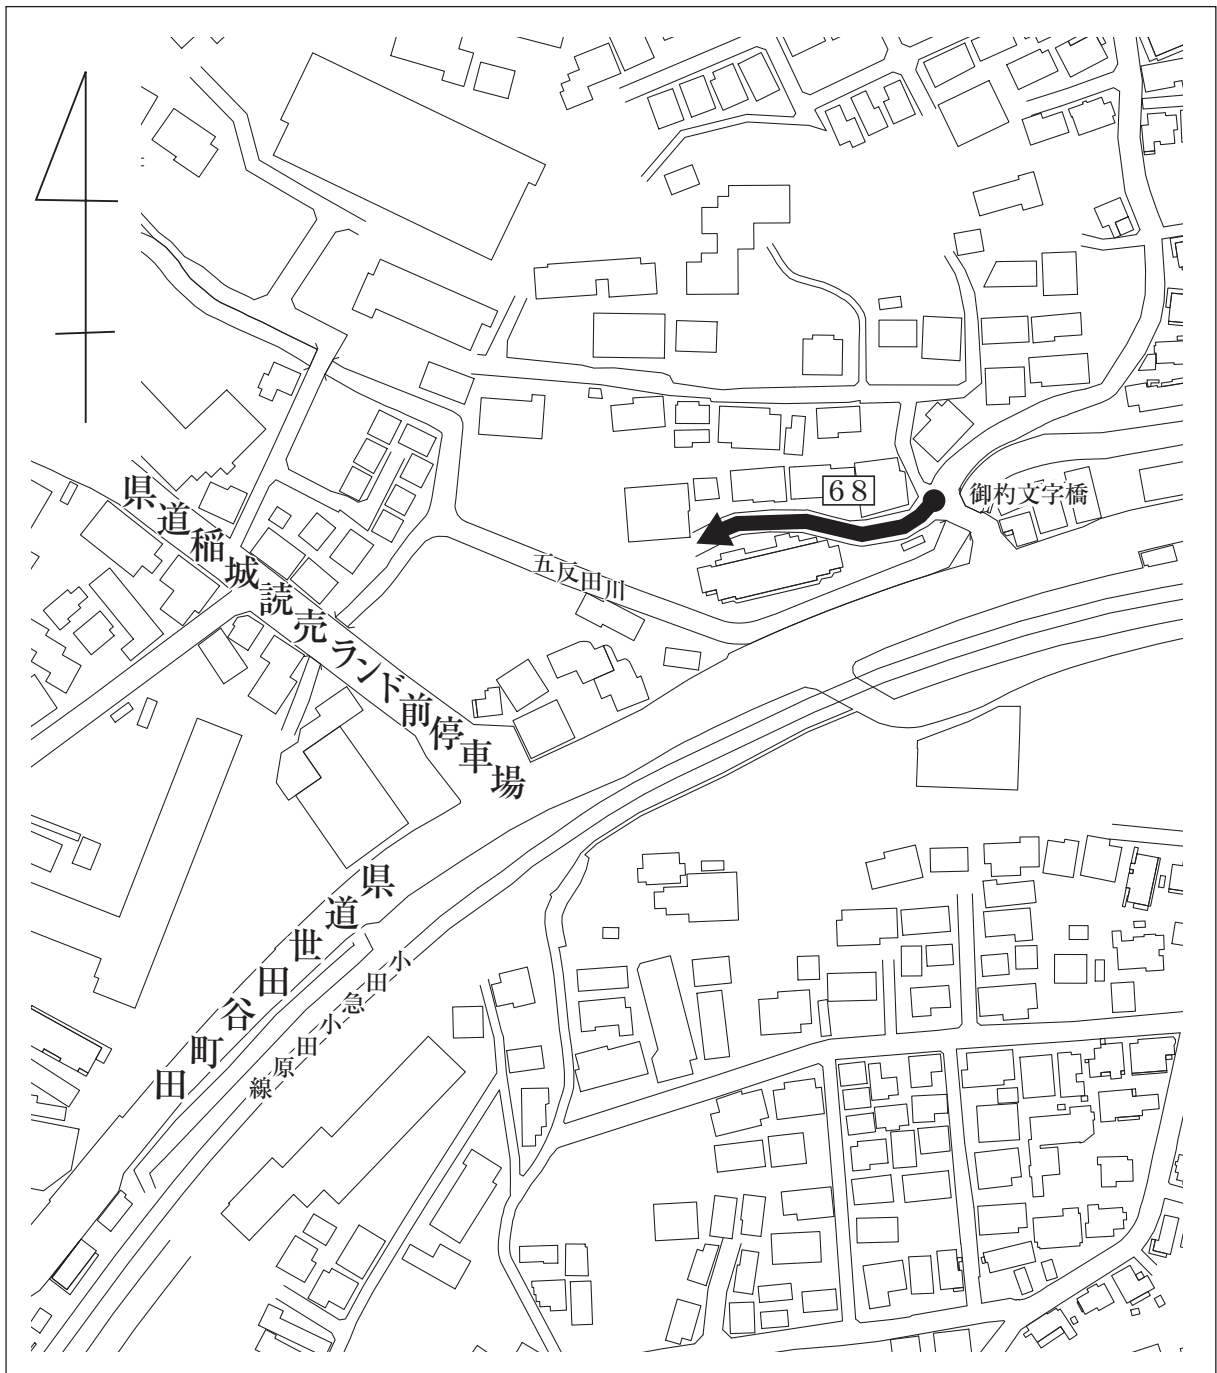 68
御杓文字橋
五反田川
県道稲城読売ランド前停車場
県道世田谷町田
小田急小田原線